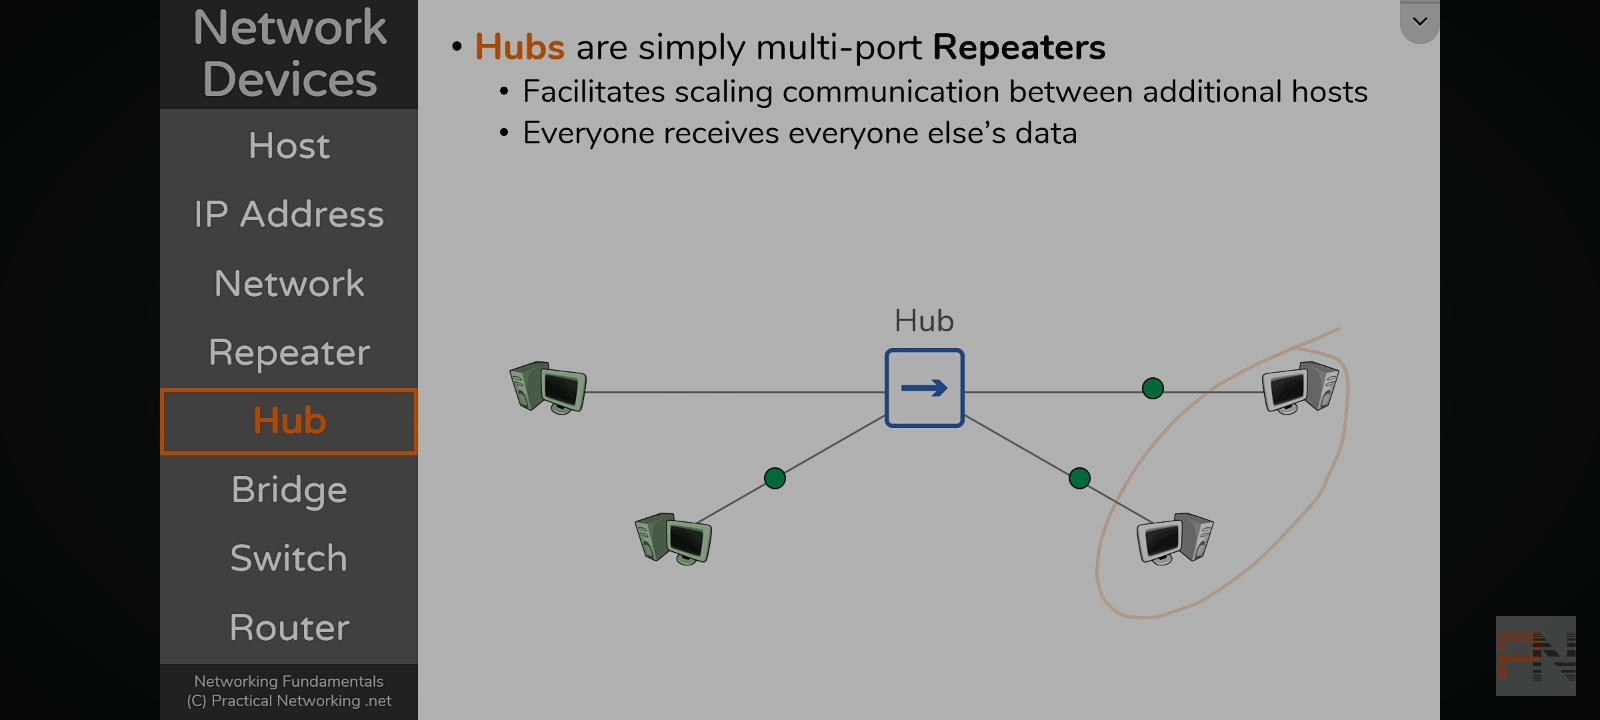 Network
Devices
Host
IP Address
Network
Repeater
Hub
Bridge
Switch
Router
Networking Fundamentals
(C) Practical Networking .net
• Hubs are simply multi-port Repeaters
• Facilitates scaling communication between additional hosts
• Everyone receives everyone else’s data
Hub
PN